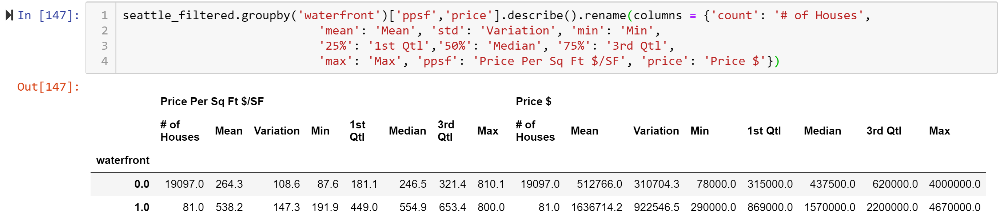 In [147]:
1 seattle_filtered.groupby('waterfront')['ppsf','price'].describe().rename(columns = {'count': '# of Houses',
2 'mean': 'Mean', 'std': 'Variation', 'min': 'Min',
3 '25%': '1st Qtl','50%': 'Median', '75%': '3rd Qtl',
4 'max': 'Max', 'ppsf': 'Price Per Sq Ft $/SF', 'price': 'Price $'})
Out[147]:
Price Per Sq Ft $/SF Price $
# of Houses Mean Variation Min 1st Qtl Median 3rd Qtl Max # of Houses Mean Variation Min 1st Qtl Median 3rd Qtl Max
waterfront
0.0 19097.0 264.3 108.6 87.6 181.1 246.5 321.4 810.1 19097.0 512766.0 310704.3 78000.0 315000.0 437500.0 620000.0 4000000.0
1.0 81.0 538.2 147.3 191.9 449.0 554.9 653.4 800.0 81.0 1636714.2 922546.5 290000.0 869000.0 1570000.0 2200000.0 4670000.0